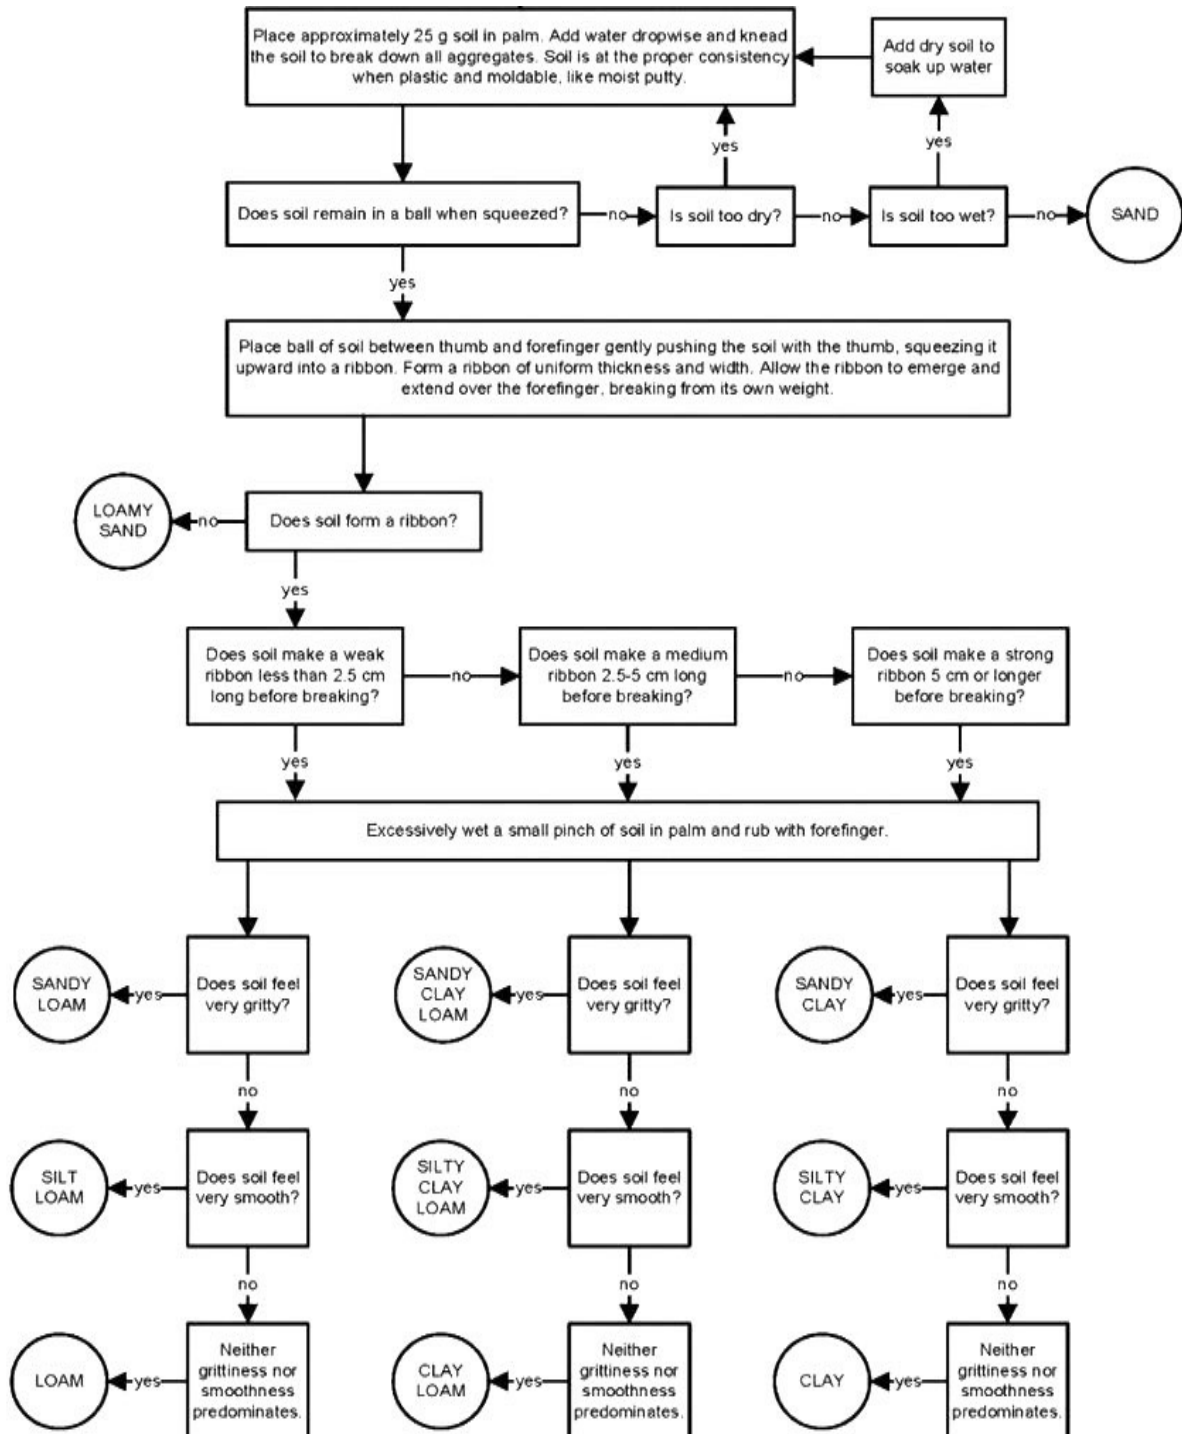 Place approximately 25 g soil in palm. Add water dropwise and knead
the soil to break down all aggregates. Soil is at the proper consistency
when plastic and moldable, like moist putty.
Add dry soil to
soak up water
yes
yes
Does soil remain in a ball when squeezed?
no
Is soil too dry?
no
Is soil too wet?
no
SAND
yes
Place ball of soil between thumb and forefinger gently pushing the soil with the thumb, squeezing it
upward into a ribbon. Form a ribbon of uniform thickness and width. Allow the ribbon to emerge and
extend over the forefinger, breaking from its own weight.
LOAMY
SAND
no
Does soil form a ribbon?
yes
Does soil make a weak
ribbon less than 2.5 cm
long before breaking?
no
Does soil make a medium
ribbon 2.5-5 cm long
before breaking?
no
Does soil make a strong
ribbon 5 cm or longer
before breaking?
yes
yes
yes
Excessively wet a small pinch of soil in palm and rub with forefinger.
SANDY
LOAM
yes
Does soil feel
very gritty?
SANDY
CLAY
LOAM
yes
Does soil feel
very gritty?
SANDY
CLAY
yes
Does soil feel
very gritty?
no
no
no
SILT
LOAM
yes
Does soil feel
very smooth?
SILTY
CLAY
LOAM
yes
Does soil feel
very smooth?
SILTY
CLAY
yes
Does soil feel
very smooth?
no
no
no
LOAM
yes
Neither
grittiness nor
smoothness
predominates.
CLAY
LOAM
yes
Neither
grittiness nor
smoothness
predominates.
CLAY
yes
Neither
grittiness nor
smoothness
predominates.